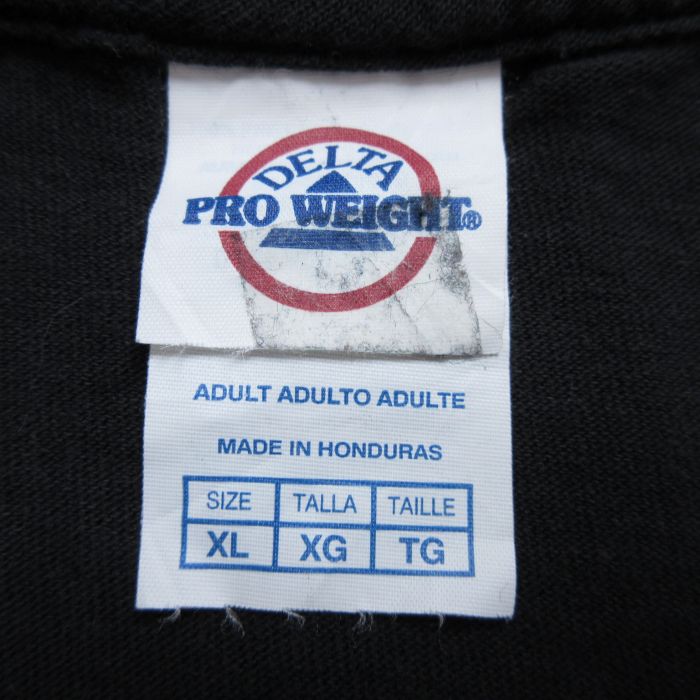 DELTA
PRO WEIGHT®
ADULT ADULTO ADULTE
MADE IN HONDURAS
SIZE TALLA TAILLE
XL XG TG